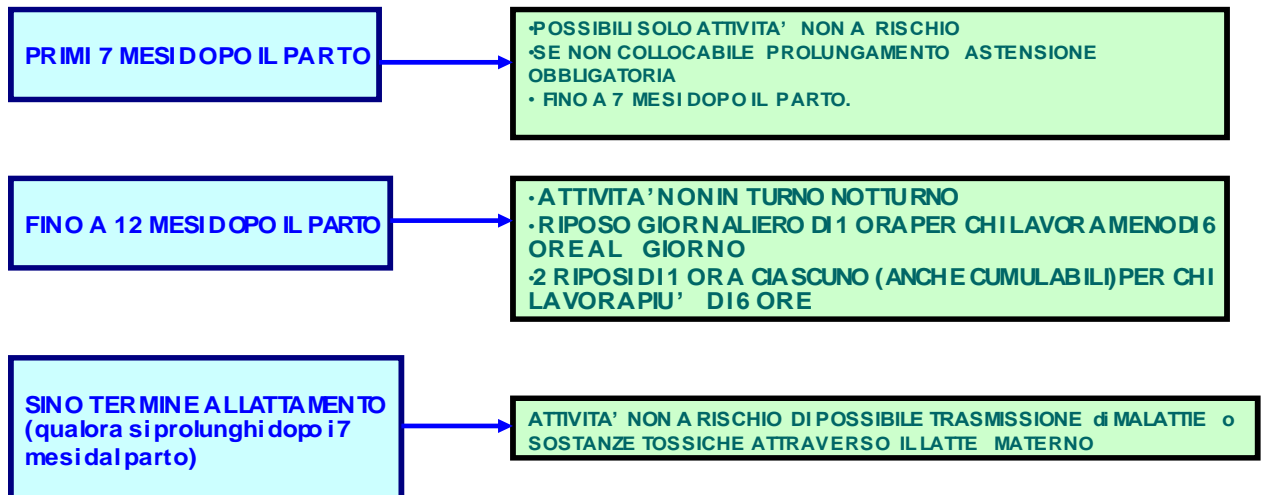 PRIMI 7 MESI DOPO IL PARTO
•POSSIBILI SOLO ATTIVITA’ NON A RISCHIO
•SE NON COLLOCABILE PROLUNGAMENTO ASTENSIONE
OBBLIGATORIA
• FINO A 7 MESI DOPO IL PARTO.
FINO A 12 MESI DOPO IL PARTO
• ATTIVITA’ NON IN TURNO NOTTURNO
• RIPOSO GIORNALIERO DI 1 ORA PER CHI LAVORA MENO DI 6
ORE AL GIORNO
•2 RIPOSI DI 1 ORA CIASCUNO (ANCHE CUMULABILI) PER CHI
LAVORA PIU’ DI 6 ORE
SINO TERMINE ALLATTAMENTO
(qualora si prolunghi dopo i 7
mesi dal parto)
ATTIVITA’ NON A RISCHIO DI POSSIBILE TRASMISSIONE di MALATTIE o
SOSTANZE TOSSICHE ATTRAVERSO IL LATTE MATERNO